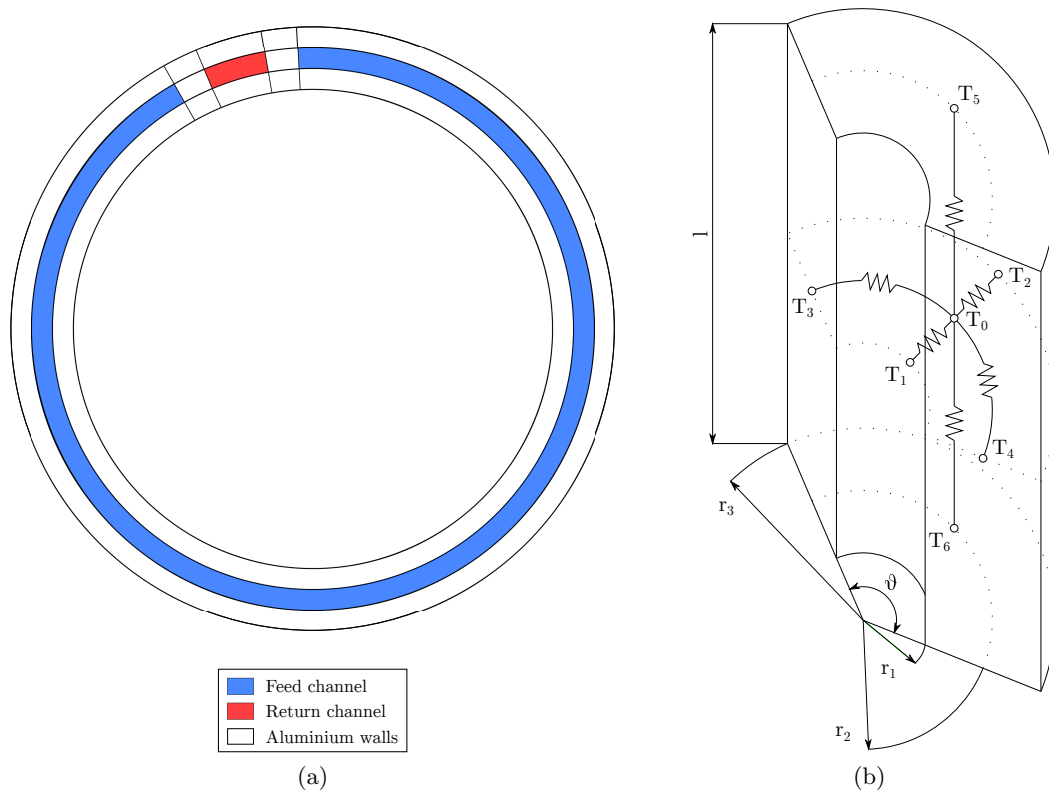 T5
l
T2
T3
T0
T1
T4
r3
T6
ϑ
r1
r2
Feed channel
Return channel
Aluminium walls
(a)
(b)